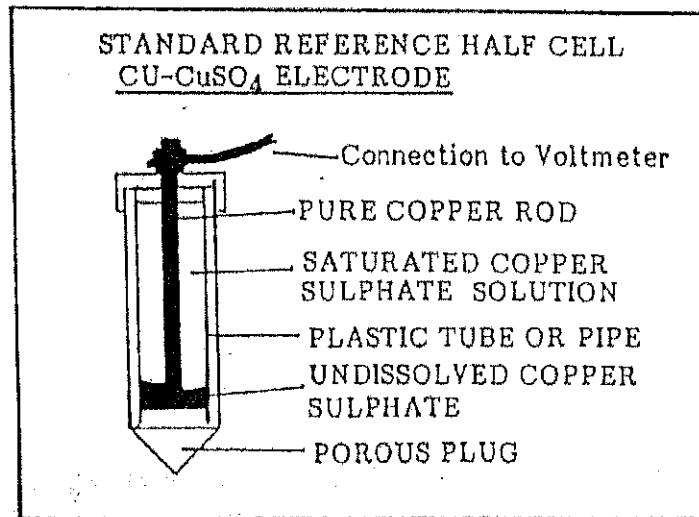 STANDARD REFERENCE HALF CELL
CU-CuSO₄ ELECTRODE
Connection to Voltmeter
PURE COPPER ROD
SATURATED COPPER
SULPHATE SOLUTION
PLASTIC TUBE OR PIPE
UNDISSOLVED COPPER
SULPHATE
POROUS PLUG